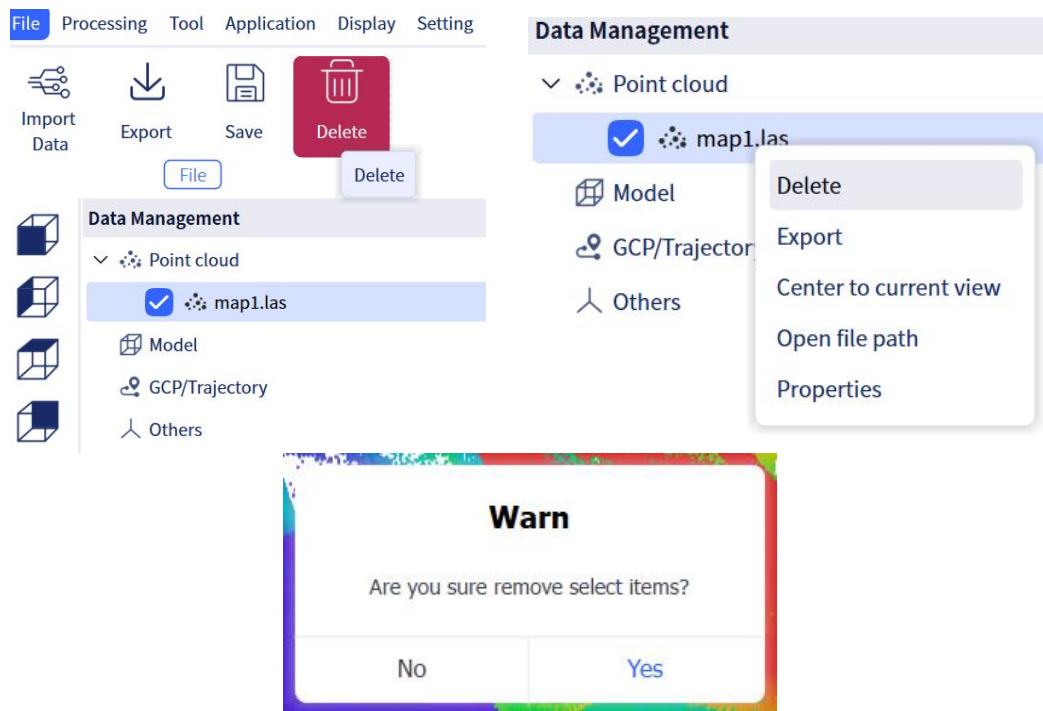 File Processing Tool Application Display Setting
Import
Data
Export
Save
Delete
File
Delete
Data Management
Point cloud
map1.las
Model
GCP/Trajectory
Others
Data Management
Point cloud
map1.las
Model
GCP/Trajector
Others
Delete
Export
Center to current view
Open file path
Properties
Warn
Are you sure remove select items?
No
Yes